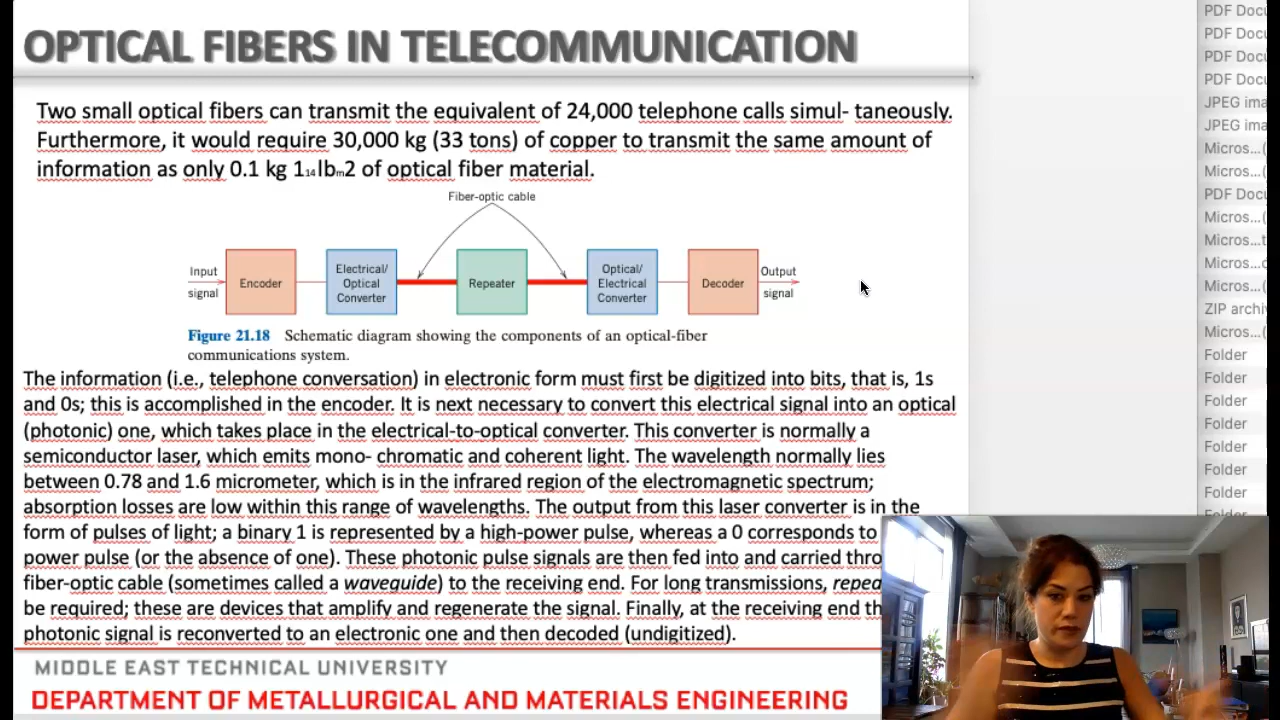 OPTICAL FIBERS IN TELECOMMUNICATION
Two small optical fibers can transmit the equivalent of 24,000 telephone calls simul- taneously.
Furthermore, it would require 30,000 kg (33 tons) of copper to transmit the same amount of
information as only 0.1 kg 1₁₄lbₘ2 of optical fiber material.
Fiber-optic cable
Input
signal
Encoder
Electrical/
Optical
Converter
Repeater
Optical/
Electrical
Converter
Decoder
Output
signal
Figure 21.18 Schematic diagram showing the components of an optical-fiber
communications system.
The information (i.e., telephone conversation) in electronic form must first be digitized into bits, that is, 1s
and 0s; this is accomplished in the encoder. It is next necessary to convert this electrical signal into an optical
(photonic) one, which takes place in the electrical-to-optical converter. This converter is normally a
semiconductor laser, which emits mono- chromatic and coherent light. The wavelength normally lies
between 0.78 and 1.6 micrometer, which is in the infrared region of the electromagnetic spectrum;
absorption losses are low within this range of wavelengths. The output from this laser converter is in the
form of pulses of light; a binary 1 is represented by a high-power pulse, whereas a 0 corresponds to
power pulse (or the absence of one). These photonic pulse signals are then fed into and carried thro
fiber-optic cable (sometimes called a waveguide) to the receiving end. For long transmissions, repea
be required; these are devices that amplify and regenerate the signal. Finally, at the receiving end th
photonic signal is reconverted to an electronic one and then decoded (undigitized).
MIDDLE EAST TECHNICAL UNIVERSITY
DEPARTMENT OF METALLURGICAL AND MATERIALS ENGINEERING
PDF Docu
PDF Docu
PDF Docu
PDF Docu
JPEG ima
JPEG ima
Micros...(
Micros...(
PDF Docu
Micros...(
Micros...t
Micros...c
Micros...(
ZIP archi
Micros...(
Folder
Folder
Folder
Folder
Folder
Folder
Folder